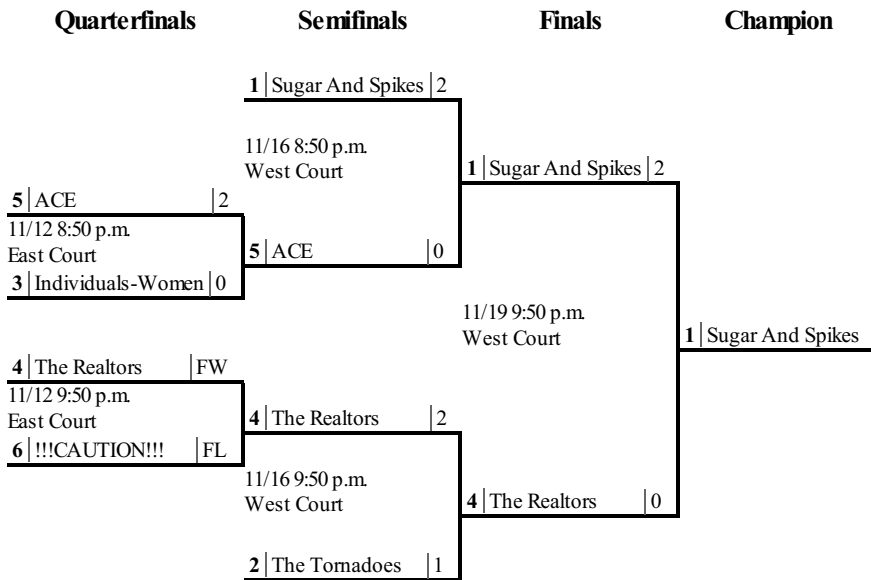 Quarterfinals Semifinals Finals Champion
1 Sugar And Spikes 2
11/16 8:50 p.m.
West Court
1 Sugar And Spikes 2
5 ACE 2
11/12 8:50 p.m.
East Court
5 ACE 0
3 Individuals-Women 0
11/19 9:50 p.m.
West Court
1 Sugar And Spikes
4 The Realtors FW
11/12 9:50 p.m.
East Court
4 The Realtors 2
6 !!!CAUTION!!! FL
11/16 9:50 p.m.
West Court
4 The Realtors 0
2 The Tornadoes 1